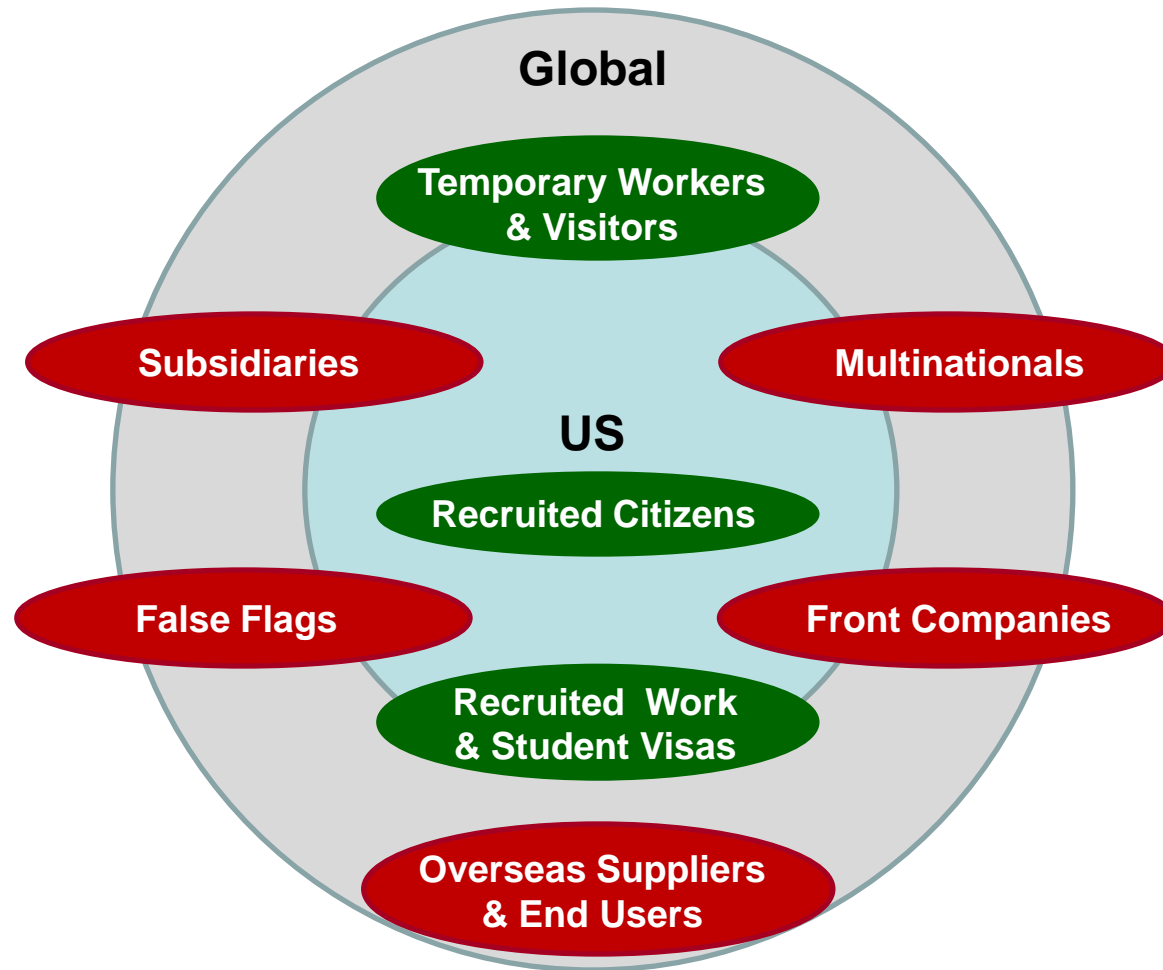 Global
Temporary Workers
& Visitors
Subsidiaries
Multinationals
US
Recruited Citizens
False Flags
Front Companies
Recruited Work
& Student Visas
Overseas Suppliers
& End Users